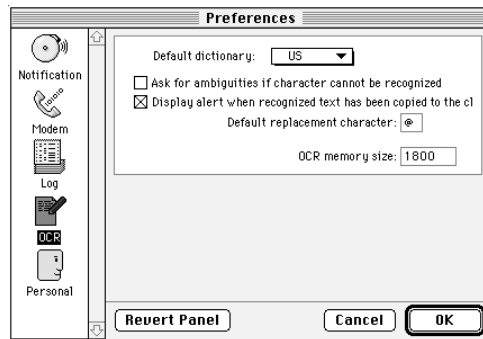 Preferences
Notification
Modem
Log
OCR
Personal
Default dictionary: US
Ask for ambiguities if character cannot be recognized
Display alert when recognized text has been copied to the cl
Default replacement character: @
OCR memory size: 1800
Revert Panel Cancel OK